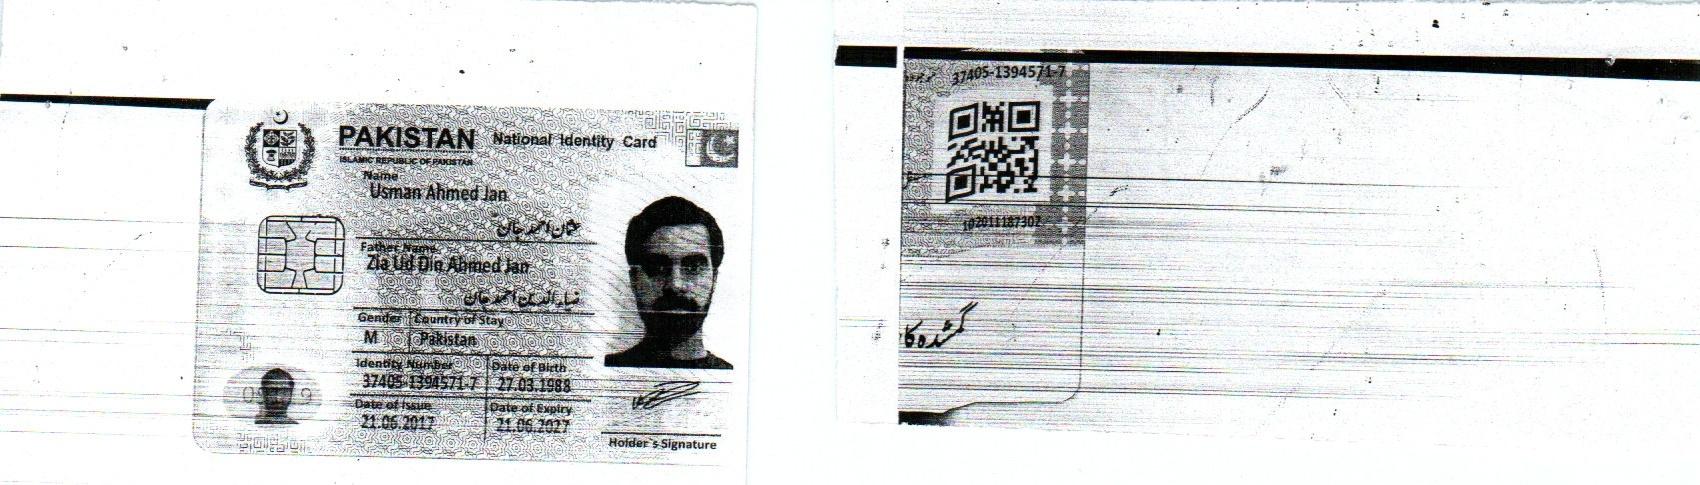 PAKISTAN National Identity Card
ISLAMIC REPUBLIC OF PAKISTAN
Name
Usman Ahmed Jan
عثمان احمد جان
Father Name
Zia Ud Din Ahmed Jan
ضیاء الدین احمد جان
Gender Country of Stay
M Pakistan
Identity Number Date of Birth
37405-1394571-7 27.03.1988
Date of Issue Date of Expiry
21.06.2017 21.06.2027
Holder's Signature
37405-1394571-7
102011187307
گمشدہ کا